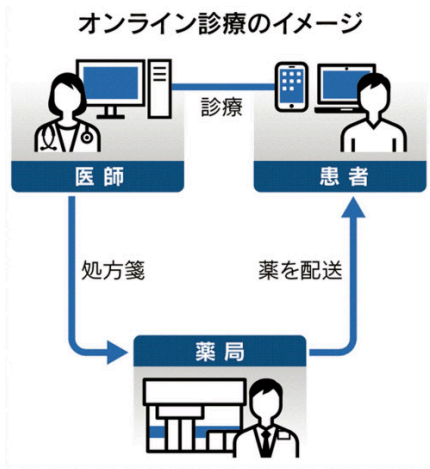 オンライン診療のイメージ
診療
医師
患者
処方箋
薬を配送
薬局